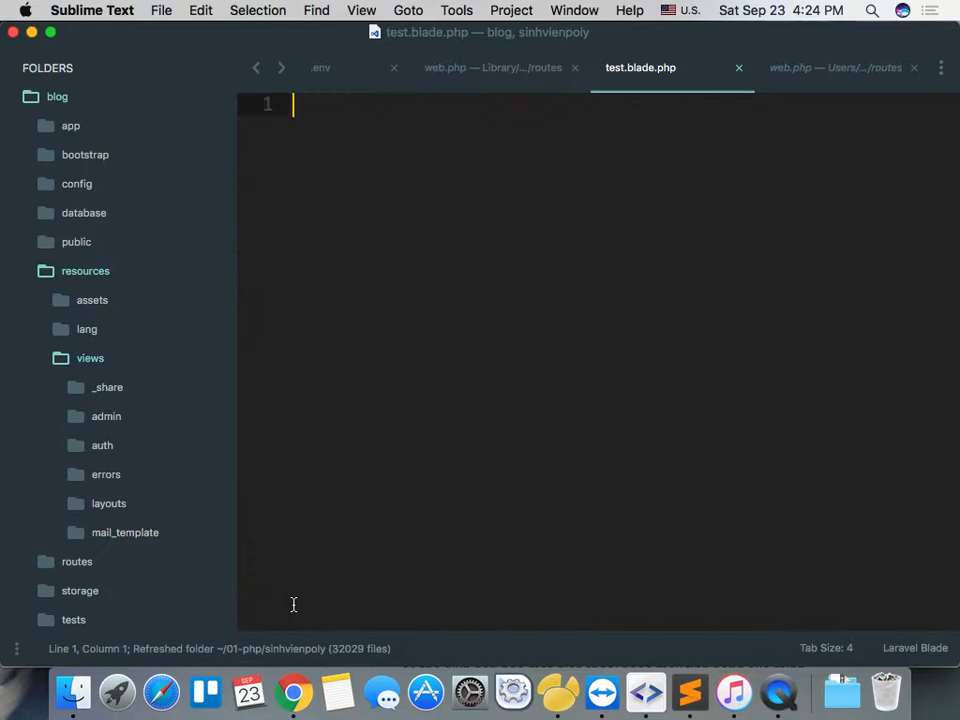 Sublime Text File Edit Selection Find View Goto Tools Project Window Help U.S. Sat Sep 23 4:24 PM
test.blade.php — blog, sinhvienpoly
FOLDERS
.env
web.php — Library/.../routes
test.blade.php
web.php — Users/.../routes
1
blog
app
bootstrap
config
database
public
resources
assets
lang
views
_share
admin
auth
errors
layouts
mail_template
routes
storage
tests
Line 1, Column 1; Refreshed folder ~/01-php/sinhvienpoly (32029 files)
Tab Size: 4
Laravel Blade
SEP
23